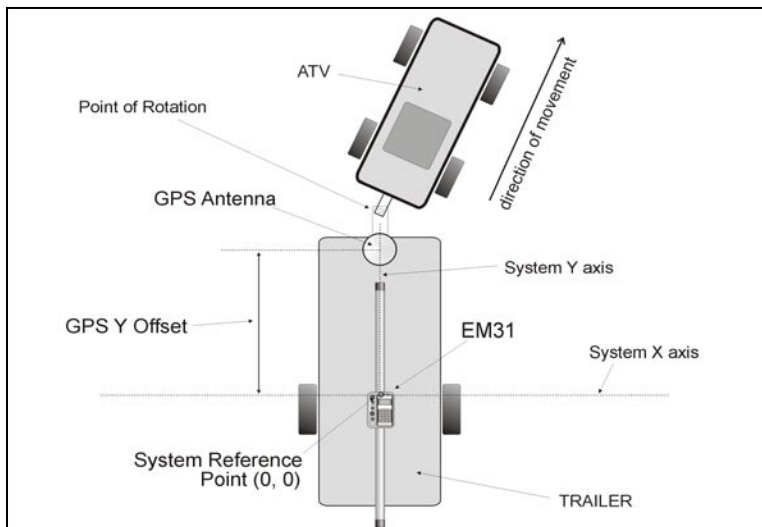 ATV
direction of movement
Point of Rotation
GPS Antenna
System Y axis
GPS Y Offset
EM31
System X axis
System Reference
Point (0, 0)
TRAILER